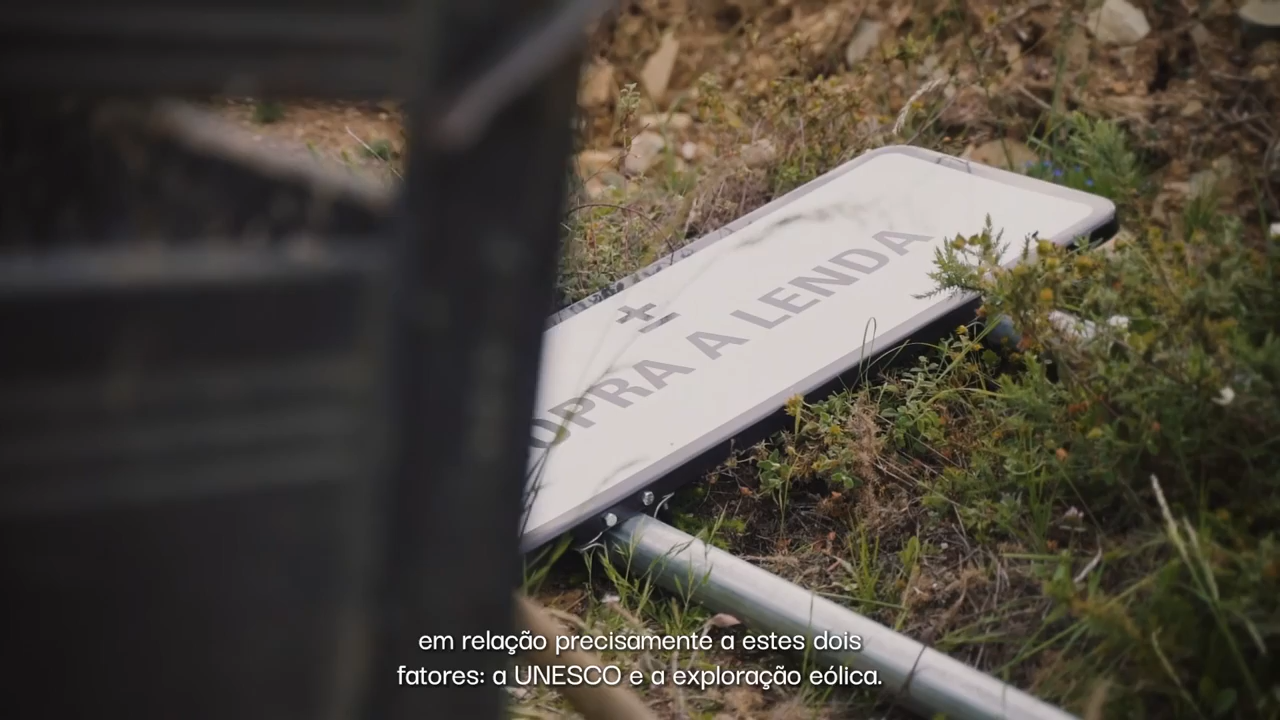 ±
OPRA A LENDA
em relação precisamente a estes dois
fatores: a UNESCO e a exploração eólica.